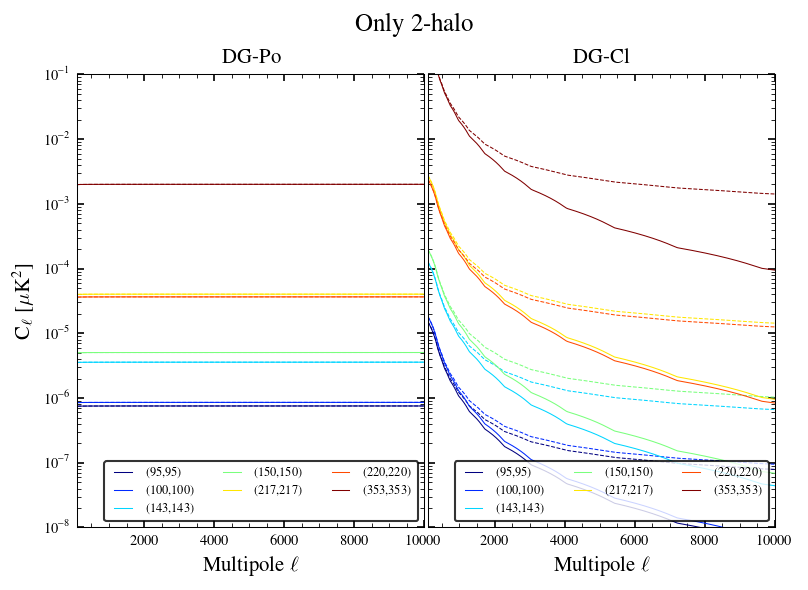 Only 2-halo
DG-Po
DG-Cl
10⁻¹
10⁻²
10⁻³
10⁻⁴
10⁻⁵
10⁻⁶
10⁻⁷
10⁻⁸
C_ℓ [μK²]
(95,95) (150,150) (220,220)
(100,100) (217,217) (353,353)
(143,143)
(95,95) (150,150) (220,220)
(100,100) (217,217) (353,353)
(143,143)
2000 4000 6000 8000 10000
2000 4000 6000 8000 10000
Multipole ℓ
Multipole ℓ